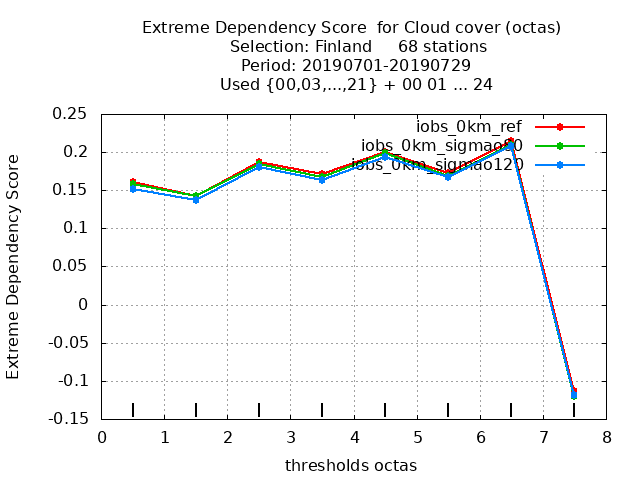 Extreme Dependency Score for Cloud cover (octas)
Selection: Finland 68 stations
Period: 20190701-20190729
Used {00,03,...,21} + 00 01 ... 24
Extreme Dependency Score
0.25
0.2
0.15
0.1
0.05
0
-0.05
-0.1
-0.15
iobs_0km_ref
iobs_0km_sigmao80
iobs_0km_sigmao120
0 1 2 3 4 5 6 7 8
thresholds octas